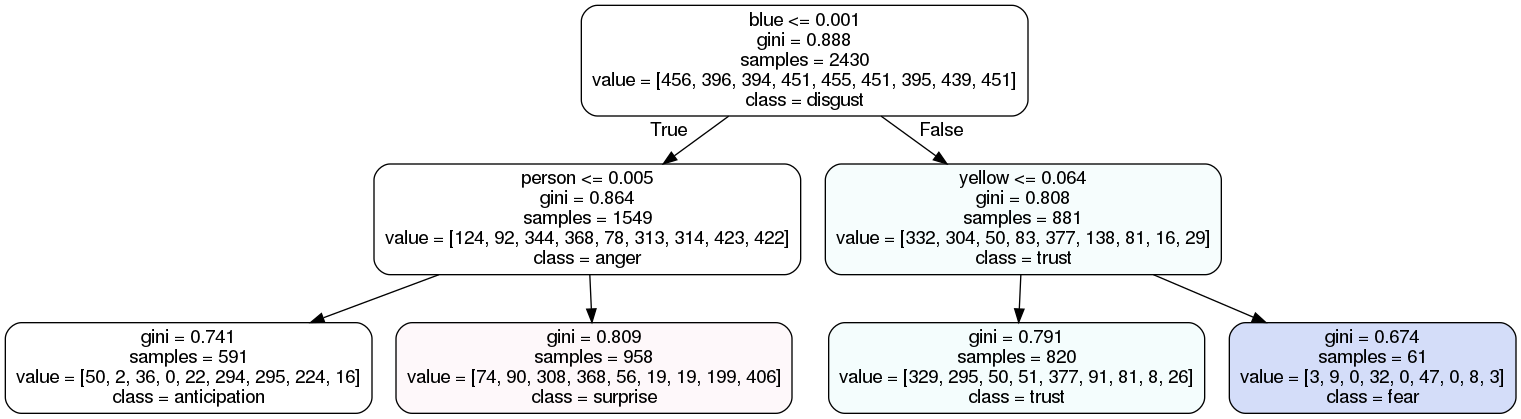 blue <= 0.001
gini = 0.888
samples = 2430
value = [456, 396, 394, 451, 455, 451, 395, 439, 451]
class = disgust
True
False
person <= 0.005
gini = 0.864
samples = 1549
value = [124, 92, 344, 368, 78, 313, 314, 423, 422]
class = anger
yellow <= 0.064
gini = 0.808
samples = 881
value = [332, 304, 50, 83, 377, 138, 81, 16, 29]
class = trust
gini = 0.741
samples = 591
value = [50, 2, 36, 0, 22, 294, 295, 224, 16]
class = anticipation
gini = 0.809
samples = 958
value = [74, 90, 308, 368, 56, 19, 19, 199, 406]
class = surprise
gini = 0.791
samples = 820
value = [329, 295, 50, 51, 377, 91, 81, 8, 26]
class = trust
gini = 0.674
samples = 61
value = [3, 9, 0, 32, 0, 47, 0, 8, 3]
class = fear